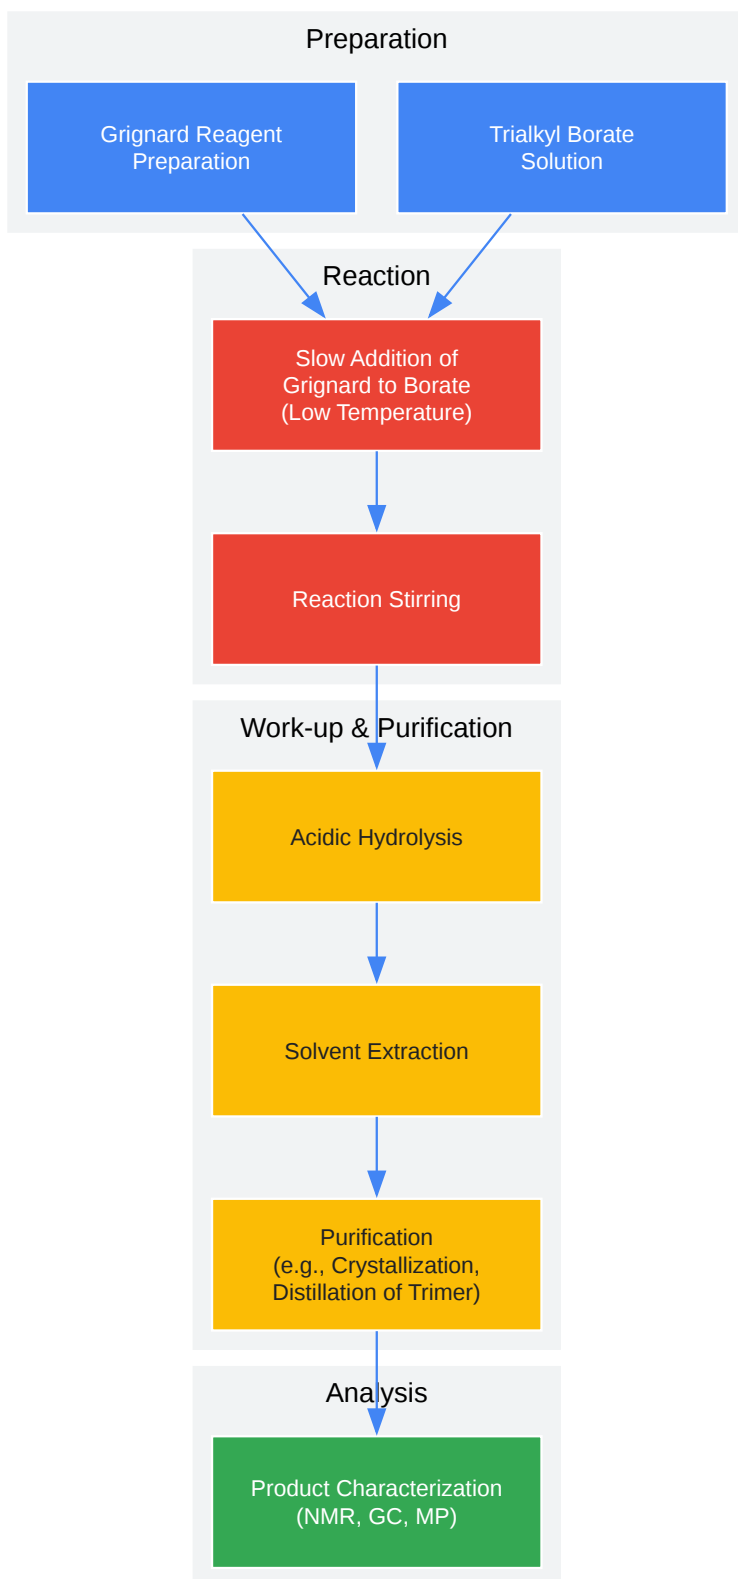 Preparation
Grignard Reagent
Preparation
Trialkyl Borate
Solution
Reaction
Slow Addition of
Grignard to Borate
(Low Temperature)
Reaction Stirring
Work-up & Purification
Acidic Hydrolysis
Solvent Extraction
Purification
(e.g., Crystallization,
Distillation of Trimer)
Analysis
Product Characterization
(NMR, GC, MP)